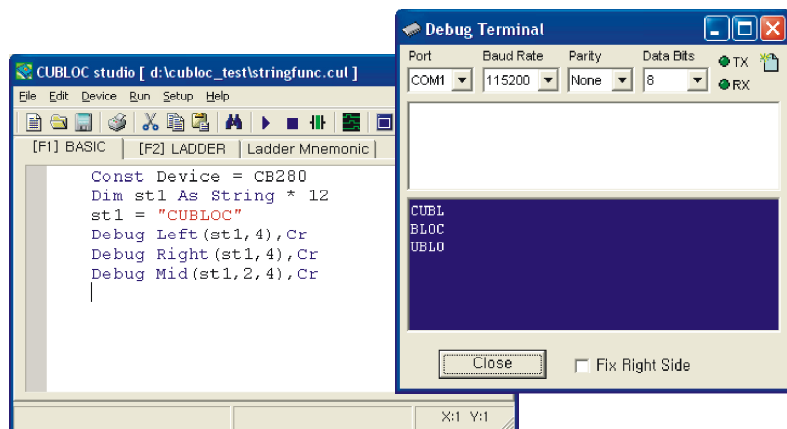 CUBLOC studio [ d:\cubloc_test\stringfunc.cul ]
File Edit Device Run Setup Help
[F1] BASIC [F2] LADDER Ladder Mnemonic
Const Device = CB280
Dim st1 As String * 12
st1 = "CUBLOC"
Debug Left(st1,4),Cr
Debug Right(st1,4),Cr
Debug Mid(st1,2,4),Cr
X:1 Y:1
Debug Terminal
Port Baud Rate Parity Data Bits TX
COM1 115200 None 8 RX
CUBL
BLOC
UBLO
Close Fix Right Side